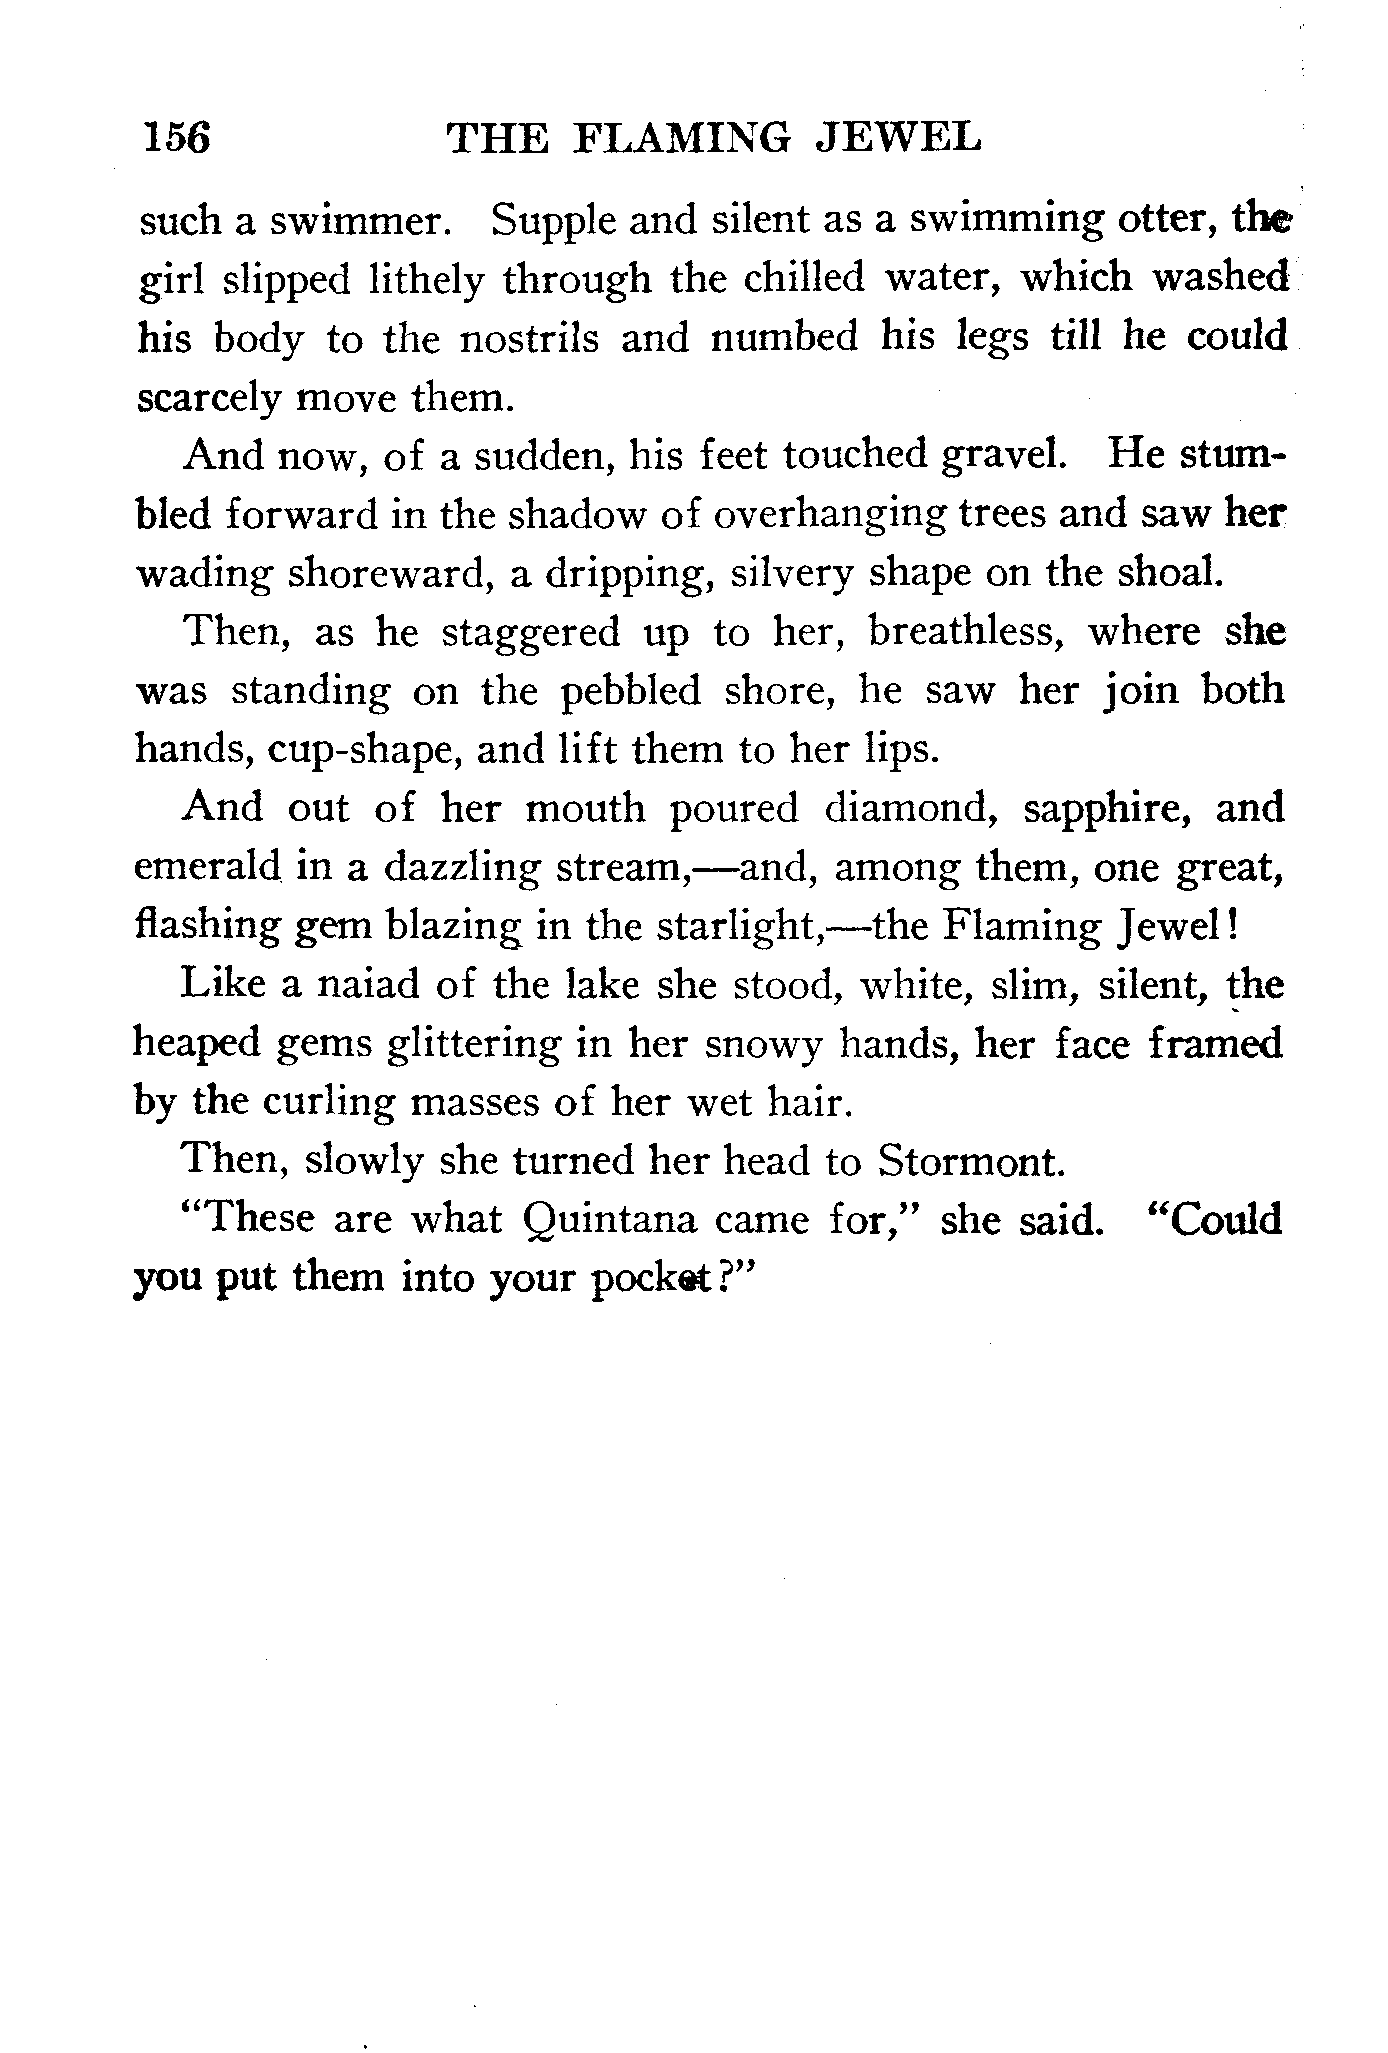 156 THE FLAMING JEWEL
such a swimmer. Supple and silent as a swimming otter, the
girl slipped lithely through the chilled water, which washed
his body to the nostrils and numbed his legs till he could
scarcely move them.
And now, of a sudden, his feet touched gravel. He stum-
bled forward in the shadow of overhanging trees and saw her
wading shoreward, a dripping, silvery shape on the shoal.
Then, as he staggered up to her, breathless, where she
was standing on the pebbled shore, he saw her join both
hands, cup-shape, and lift them to her lips.
And out of her mouth poured diamond, sapphire, and
emerald in a dazzling stream,—and, among them, one great,
flashing gem blazing in the starlight,—the Flaming Jewel!
Like a naiad of the lake she stood, white, slim, silent, the
heaped gems glittering in her snowy hands, her face framed
by the curling masses of her wet hair.
Then, slowly she turned her head to Stormont.
“These are what Quintana came for,” she said. “Could
you put them into your pocket?”